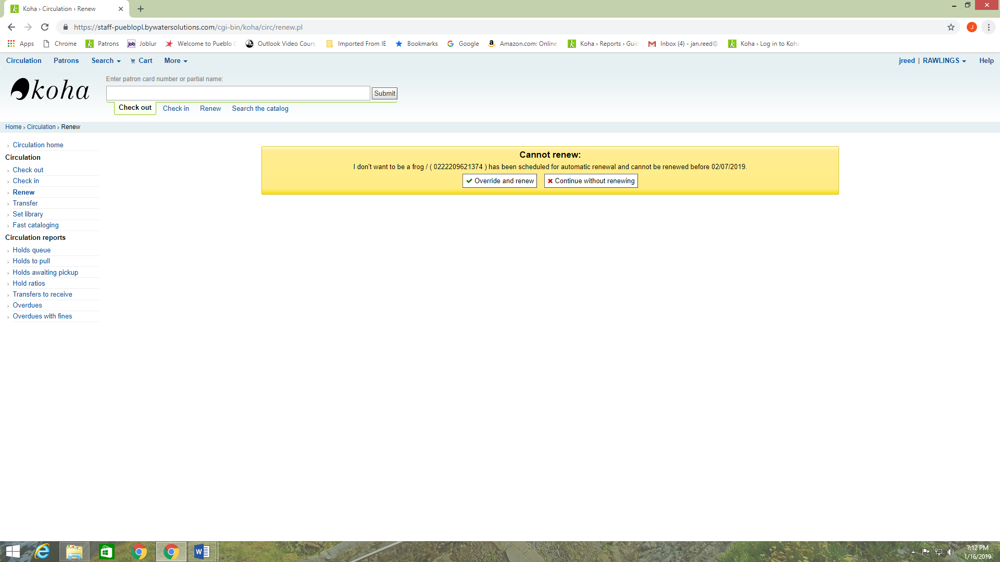 Koha › Circulation › Renew
https://staff-pueblopl.bywatersolutions.com/cgi-bin/koha/circ/renew.pl
J
Apps Chrome Patrons Joblur Welcome to Pueblo Outlook Video Cours Imported From IE Bookmarks Google Amazon.com: Online Koha › Reports › Guid Inbox (4) - jan.reed@ Koha › Log in to Koha
Circulation Patrons Search Cart More jreed | RAWLINGS Help
koha
Enter patron card number or partial name:
Submit
Check out Check in Renew Search the catalog
Home › Circulation › Renew
Circulation home
Circulation
Check out
Check in
Renew
Transfer
Set library
Fast cataloging
Circulation reports
Holds queue
Holds to pull
Holds awaiting pickup
Hold ratios
Transfers to receive
Overdues
Overdues with fines
Cannot renew:
I don't want to be a frog / ( 0222209621374 ) has been scheduled for automatic renewal and cannot be renewed before 02/07/2019.
Override and renew Continue without renewing
7:12 PM
1/16/2019